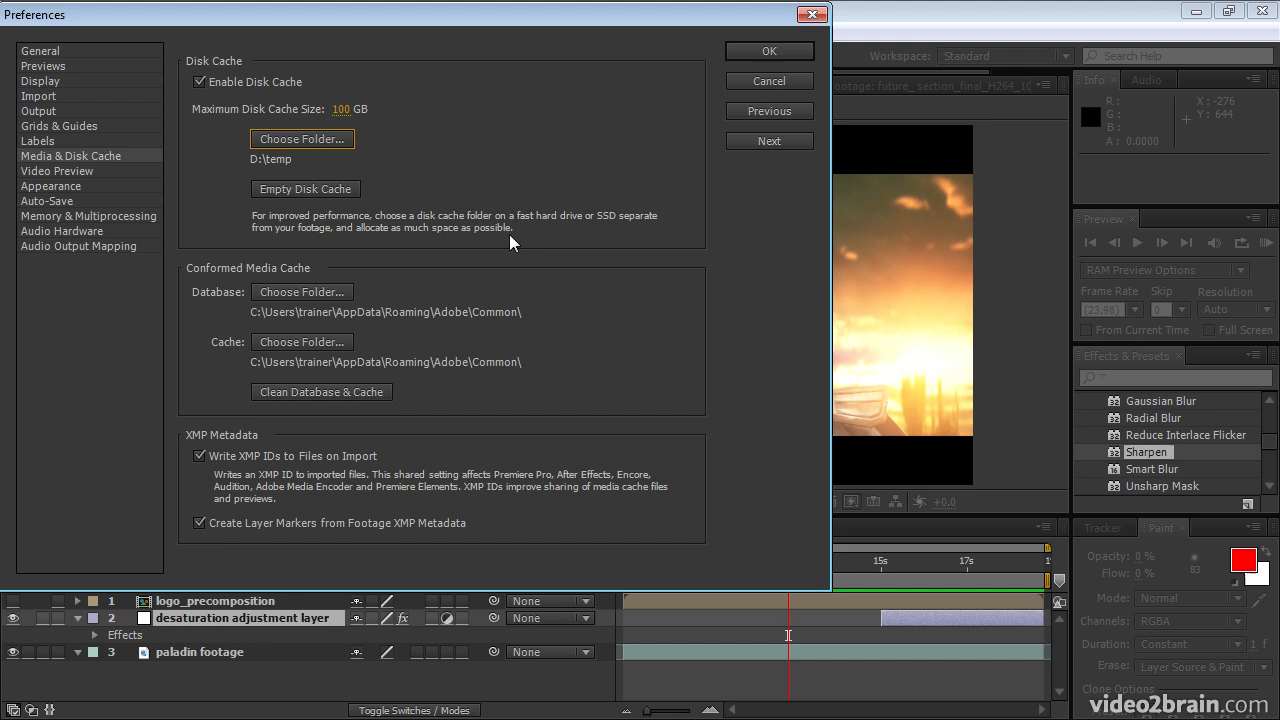 Preferences
General
Previews
Display
Import
Output
Grids & Guides
Labels
Media & Disk Cache
Video Preview
Appearance
Auto-Save
Memory & Multiprocessing
Audio Hardware
Audio Output Mapping
Disk Cache
Enable Disk Cache
Maximum Disk Cache Size: 100 GB
Choose Folder...
D:\temp
Empty Disk Cache
For improved performance, choose a disk cache folder on a fast hard drive or SSD separate
from your footage, and allocate as much space as possible.
Conformed Media Cache
Database: Choose Folder...
C:\Users\trainer\AppData\Roaming\Adobe\Common\
Cache: Choose Folder...
C:\Users\trainer\AppData\Roaming\Adobe\Common\
Clean Database & Cache
XMP Metadata
Write XMP IDs to Files on Import
Writes an XMP ID to imported files. This shared setting affects Premiere Pro, After Effects, Encore,
Audition, Adobe Media Encoder and Premiere Elements. XMP IDs improve sharing of media cache files
and previews.
Create Layer Markers from Footage XMP Metadata
OK
Cancel
Previous
Next
Workspace: Standard
Search Help
ootage: future_ section_final_H264_10
Info
Audio
R :
G :
B :
A : 0.0000
X : -276
Y : 644
Preview
RAM Preview Options
Frame Rate Skip Resolution
(23.98) 0 Auto
From Current Time Full Screen
Effects & Presets
Gaussian Blur
Radial Blur
Reduce Interlace Flicker
Sharpen
Smart Blur
Unsharp Mask
+0.0
15s 17s
1 logo_precomposition None
2 desaturation adjustment layer fx None
Effects
3 paladin footage None
Toggle Switches / Modes
Tracker
Paint
Opacity: 0 %
Flow: 0 %
83
Mode: Normal
Channels: RGBA
Duration: Constant 1 f
Erase: Layer Source & Paint
Clone Options
video2brain.com